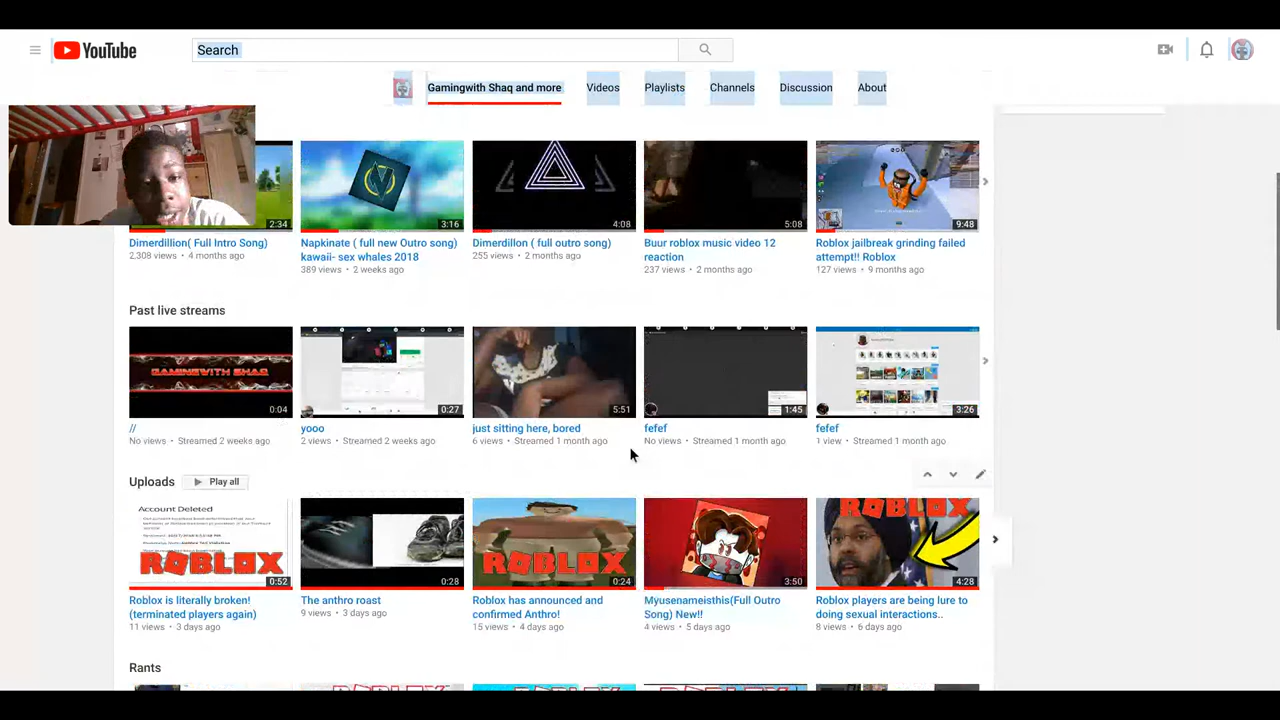 YouTube
Search
Gamingwith Shaq and more
Videos
Playlists
Channels
Discussion
About
2:34
3:16
4:08
5:08
9:48
Dimerdillion( Full Intro Song)
2,308 views • 4 months ago
Napkinate ( full new Outro song)
kawaii- sex whales 2018
389 views • 2 weeks ago
Dimerdillon ( full outro song)
255 views • 2 months ago
Buur roblox music video 12
reaction
237 views • 2 months ago
Roblox jailbreak grinding failed
attempt!! Roblox
127 views • 9 months ago
Past live streams
GAMINGWITH SHAQ
0:04
0:27
5:51
1:45
3:26
//
No views • Streamed 2 weeks ago
yooo
2 views • Streamed 2 weeks ago
just sitting here, bored
6 views • Streamed 1 month ago
fefef
No views • Streamed 1 month ago
fefef
1 view • Streamed 1 month ago
Uploads
Play all
Account Deleted
ROBLOX
0:52
0:28
ROBLOX
0:24
3:50
ROBLOX
4:28
Roblox is literally broken!
(terminated players again)
11 views • 3 days ago
The anthro roast
9 views • 3 days ago
Roblox has announced and
confirmed Anthro!
15 views • 4 days ago
Myusenameisthis(Full Outro
Song) New!!
4 views • 5 days ago
Roblox players are being lure to
doing sexual interactions..
8 views • 6 days ago
Rants